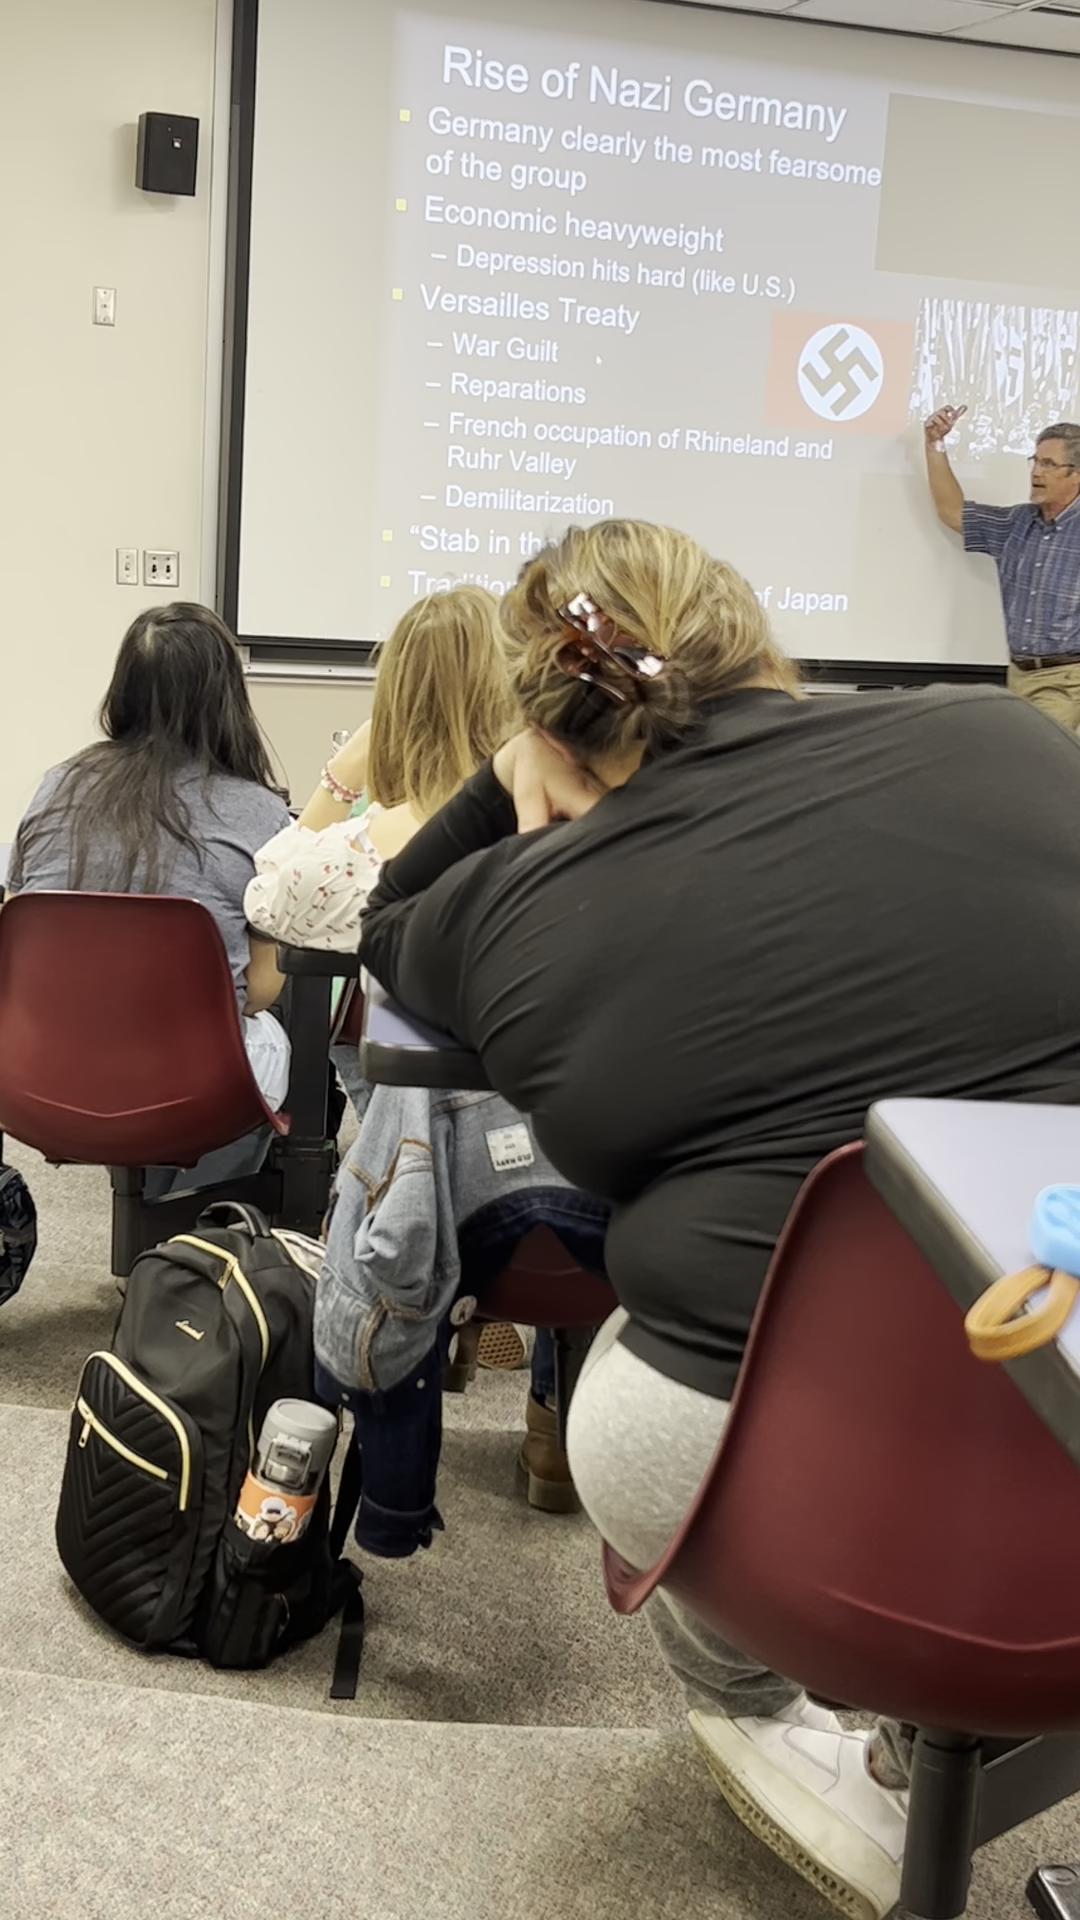 Rise of Nazi Germany
Germany clearly the most fearsome
of the group
Economic heavyweight
– Depression hits hard (like U.S.)
Versailles Treaty
– War Guilt
– Reparations
– French occupation of Rhineland and
Ruhr Valley
– Demilitarization
“Stab in
of Japan